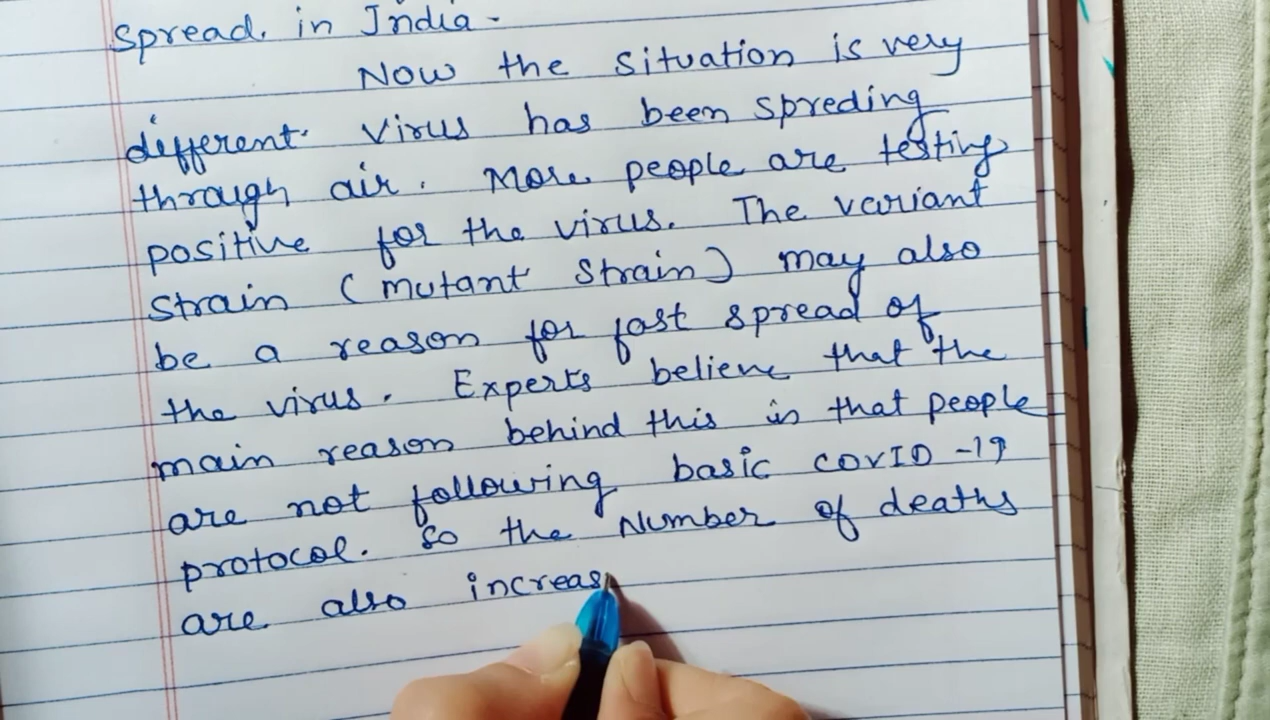 spread. in India -
Now the situation is very
different. Virus has been spreding
through air. More people are testing
positive for the virus. The variant
strain (mutant strain) may also
be a reason for fast spread of
the virus. Experts believe that the
main reason behind this is that people
are not following basic COVID -19
protocol. So the Number of deaths
are also increas